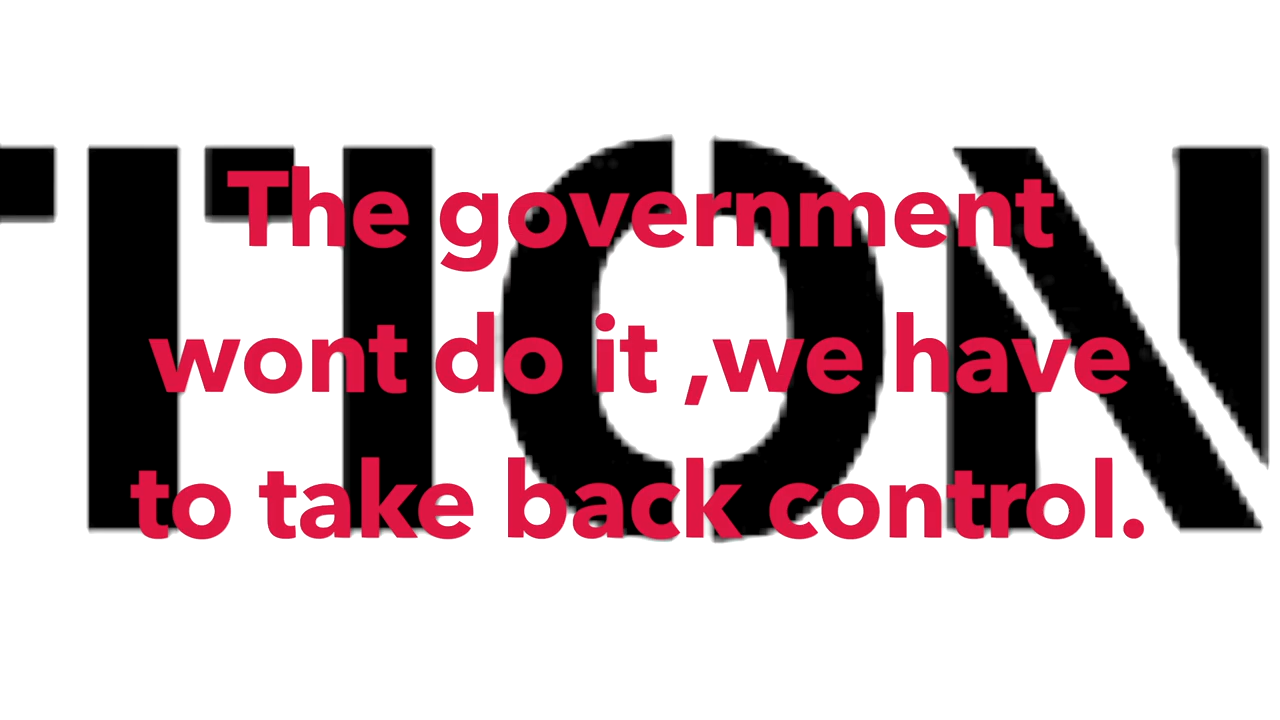 TION
The government
wont do it ,we have
to take back control.